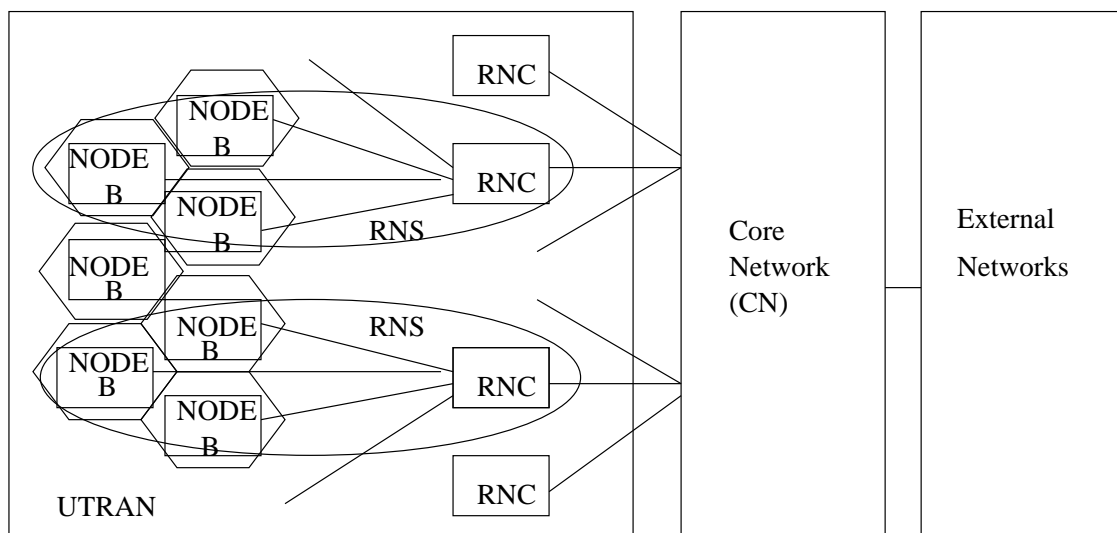 RNC
NODE
B
NODE
B
RNC
NODE
B
RNS
NODE
B
NODE
B
RNS
NODE
B
RNC
NODE
B
RNC
UTRAN
Core
Network
(CN)
External
Networks